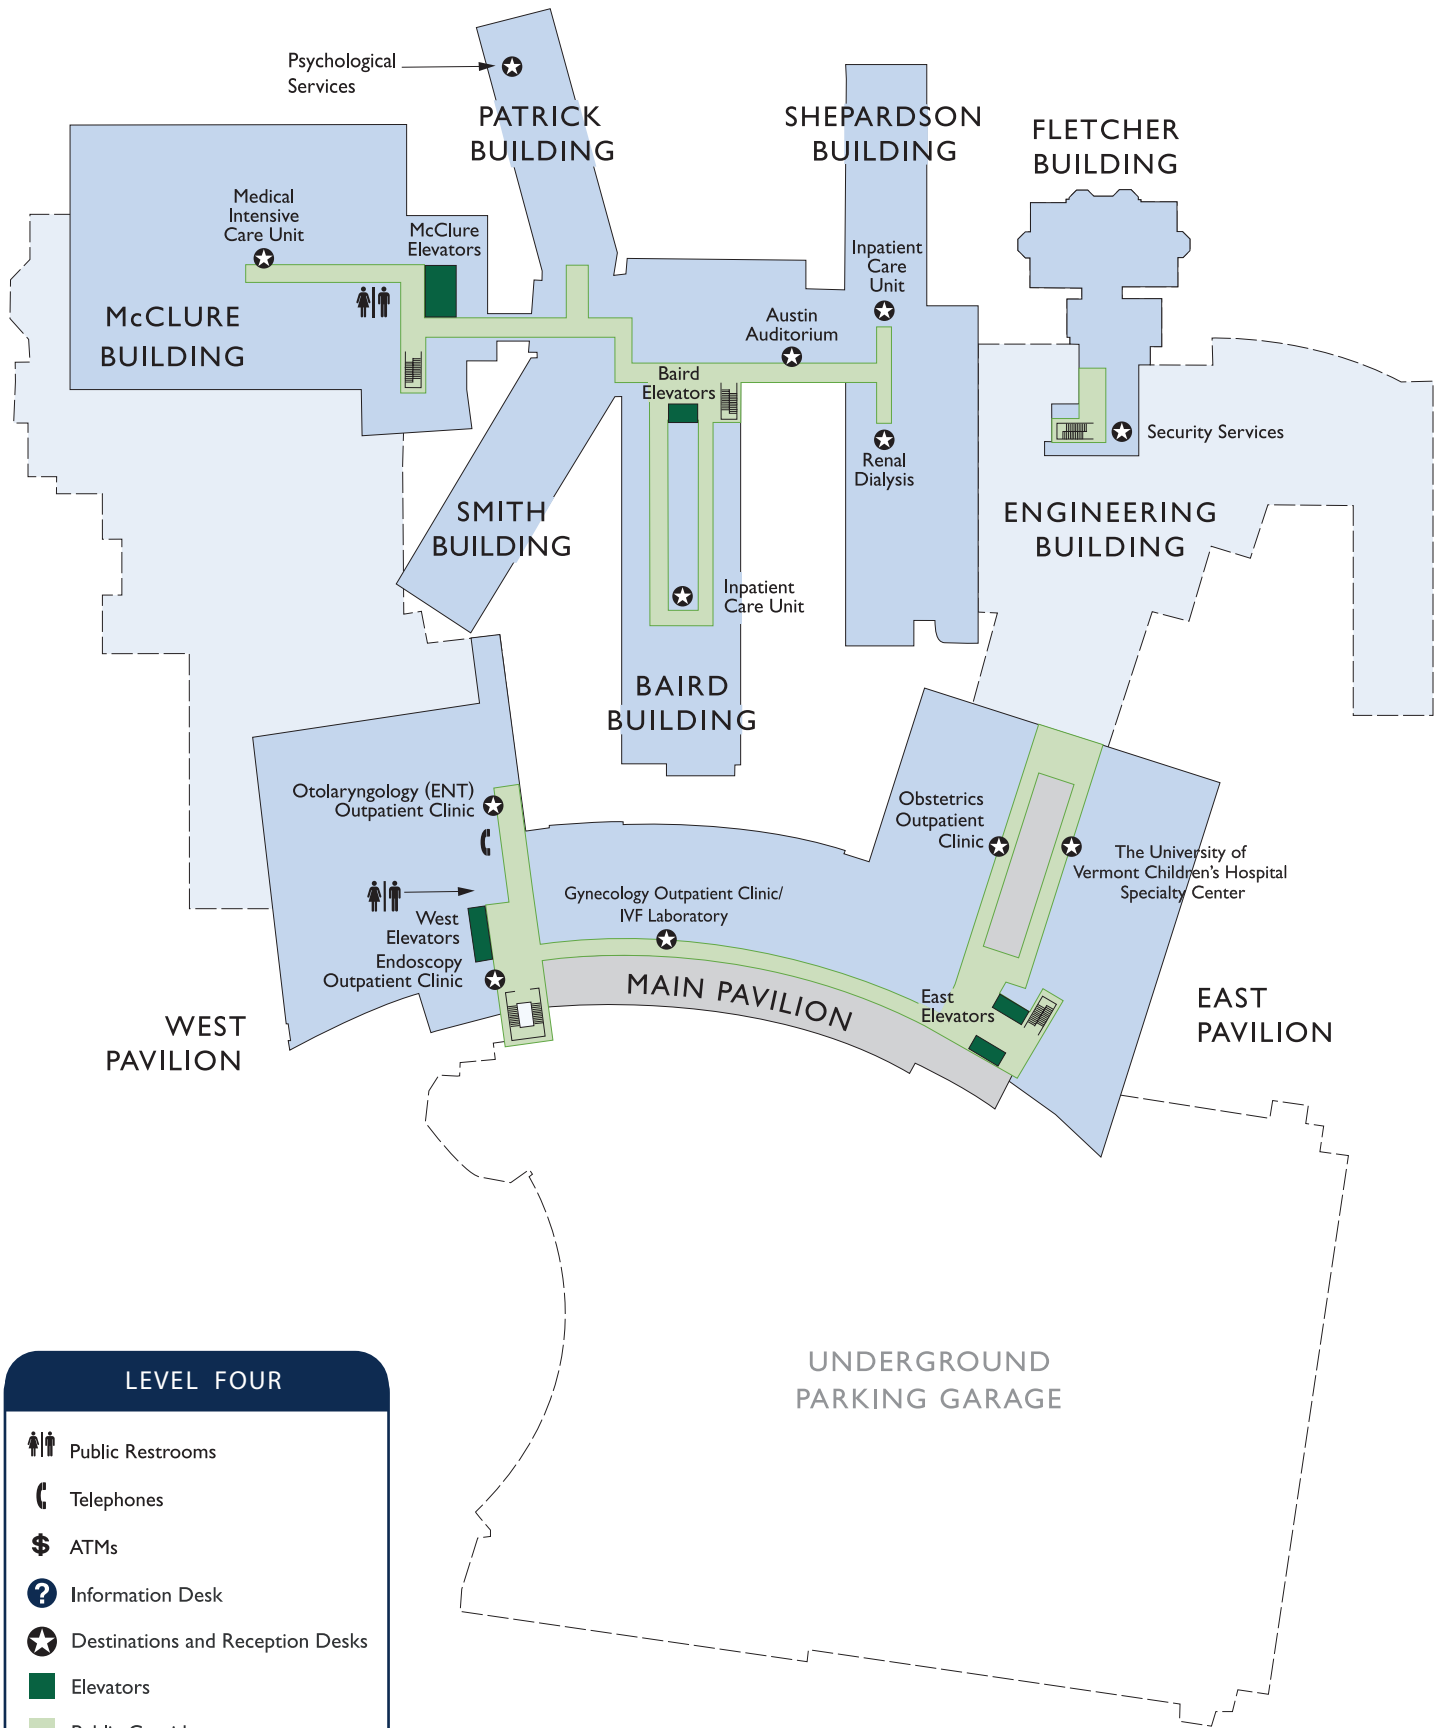 Psychological
Services
PATRICK
BUILDING
SHEPARDSON
BUILDING
FLETCHER
BUILDING
Medical
Intensive
Care Unit
McClure
Elevators
McCLURE
BUILDING
Inpatient
Care
Unit
Austin
Auditorium
Baird
Elevators
Renal
Dialysis
Security Services
SMITH
BUILDING
ENGINEERING
BUILDING
Inpatient
Care Unit
BAIRD
BUILDING
Otolaryngology (ENT)
Outpatient Clinic
Obstetrics
Outpatient
Clinic
The University of
Vermont Children's Hospital
Specialty Center
Gynecology Outpatient Clinic/
IVF Laboratory
West
Elevators
Endoscopy
Outpatient Clinic
MAIN PAVILION
East
Elevators
WEST
PAVILION
EAST
PAVILION
UNDERGROUND
PARKING GARAGE
LEVEL FOUR
Public Restrooms
Telephones
$ ATMs
? Information Desk
Destinations and Reception Desks
Elevators